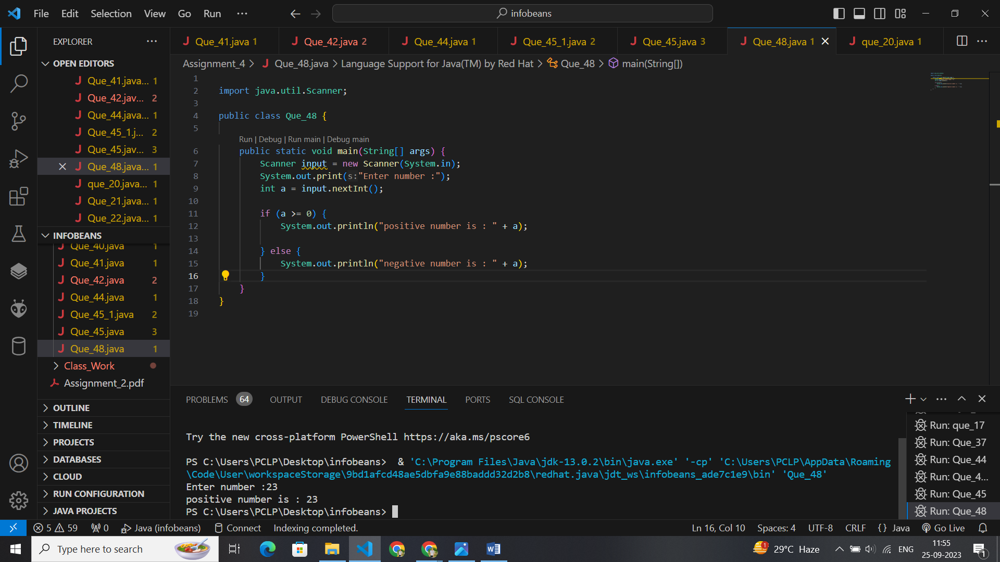 File Edit Selection View Go Run ··· infobeans
EXPLORER ···
OPEN EDITORS
Que_41.java... 1
Que_42.jav... 2
Que_44.java... 1
Que_45_1.j... 2
Que_45.jav... 3
Que_48.java... 1
que_20.java... 1
Que_21.java... 1
Que_22.java... 1
INFOBEANS
Que_40.java 1
Que_41.java 1
Que_42.java 2
Que_44.java 1
Que_45_1.java 2
Que_45.java 3
Que_48.java 1
Class_Work
Assignment_2.pdf
OUTLINE
TIMELINE
PROJECTS
DATABASES
CLOUD
RUN CONFIGURATION
JAVA PROJECTS
Que_41.java 1 Que_42.java 2 Que_44.java 1 Que_45_1.java 2 Que_45.java 3 Que_48.java 1 que_20.java 1
Assignment_4 > Que_48.java > Language Support for Java(TM) by Red Hat > Que_48 > main(String[])
1
2 import java.util.Scanner;
3
4 public class Que_48 {
5
Run | Debug | Run main | Debug main
6 public static void main(String[] args) {
7 Scanner input = new Scanner(System.in);
8 System.out.print(s:"Enter number :");
9 int a = input.nextInt();
10
11 if (a >= 0) {
12 System.out.println("positive number is : " + a);
13
14 } else {
15 System.out.println("negative number is : " + a);
16 }
17 }
18 }
19
PROBLEMS 64 OUTPUT DEBUG CONSOLE TERMINAL PORTS SQL CONSOLE
Try the new cross-platform PowerShell https://aka.ms/pscore6
PS C:\Users\PCLP\Desktop\infobeans> & 'C:\Program Files\Java\jdk-13.0.2\bin\java.exe' '-cp' 'C:\Users\PCLP\AppData\Roaming
\Code\User\workspaceStorage\9bd1afcd48ae5dbfa9e88baddd32d2b8\redhat.java\jdt_ws\infobeans_ade7c1e9\bin' 'Que_48'
Enter number :23
positive number is : 23
PS C:\Users\PCLP\Desktop\infobeans>
Run: que_17
Run: Que_37
Run: Que_44
Run: Que_4...
Run: Que_45
Run: Que_48
5 59 0 Java (infobeans) Connect Indexing completed. Ln 16, Col 10 Spaces: 4 UTF-8 CRLF {} Java Go Live
Type here to search 1 29°C Haze ENG 11:55
25-09-2023 1